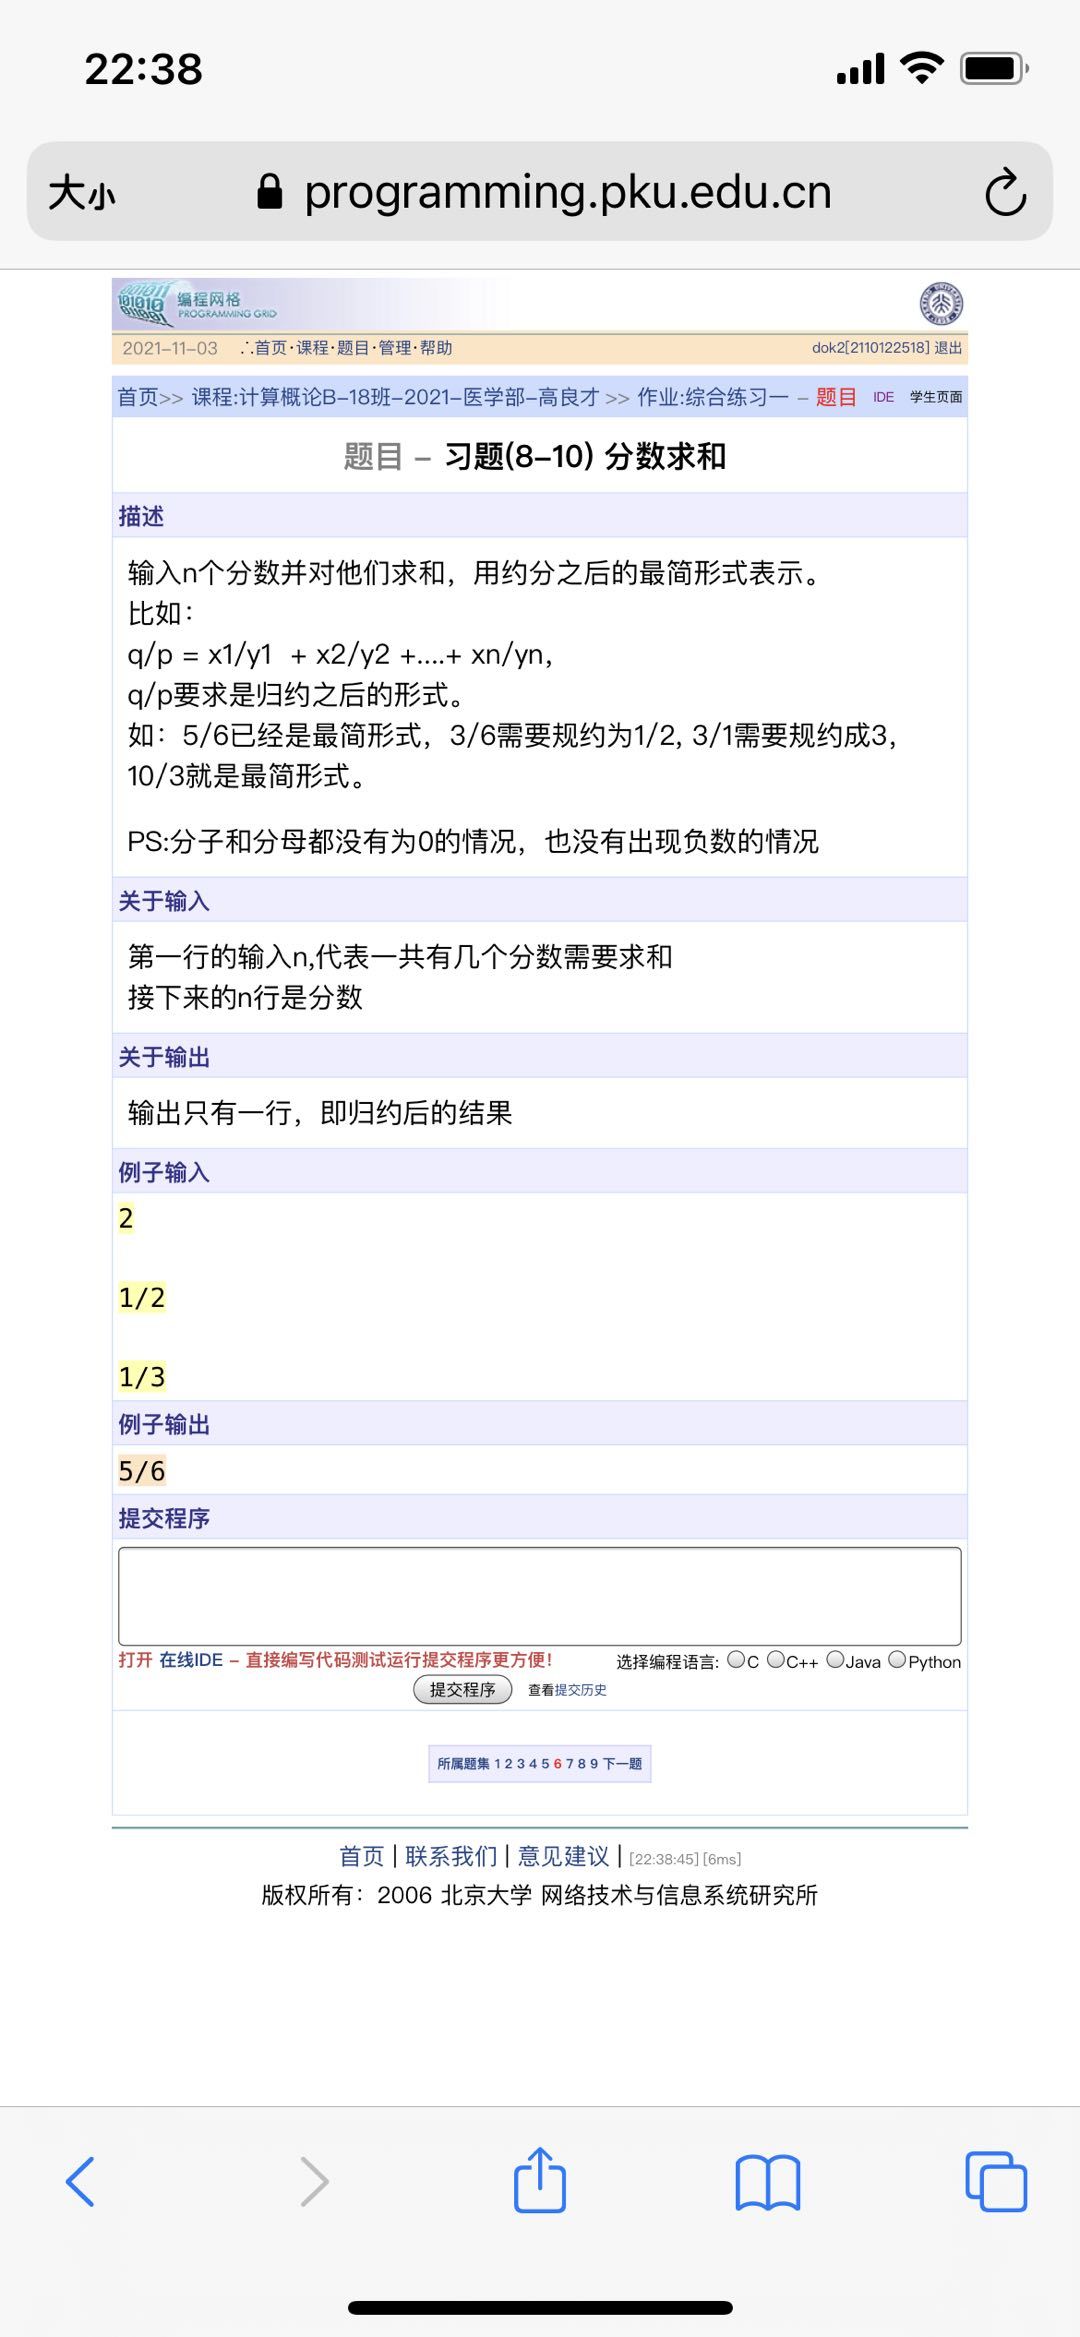 22:38
大小
programming.pku.edu.cn
编程网格
PROGRAMMING GRID
2021-11-03 ∴首页·课程·题目·管理·帮助
dok2[2110122518] 退出
首页>> 课程:计算概论B-18班-2021-医学部-高良才 >> 作业:综合练习一 - 题目 IDE 学生页面
题目 - 习题(8-10) 分数求和
描述
输入n个分数并对他们求和，用约分之后的最简形式表示。
比如：
q/p = x1/y1 + x2/y2 +....+ xn/yn,
q/p要求是归约之后的形式。
如：5/6已经是最简形式，3/6需要规约为1/2, 3/1需要规约成3,
10/3就是最简形式。
PS:分子和分母都没有为0的情况，也没有出现负数的情况
关于输入
第一行的输入n,代表一共有几个分数需要求和
接下来的n行是分数
关于输出
输出只有一行，即归约后的结果
例子输入
2
1/2
1/3
例子输出
5/6
提交程序
打开 在线IDE - 直接编写代码测试运行提交程序更方便!
选择编程语言: C C++ Java Python
提交程序 查看提交历史
所属题集 1 2 3 4 5 6 7 8 9 下一题
首页 | 联系我们 | 意见建议 | [22:38:45] [6ms]
版权所有：2006 北京大学 网络技术与信息系统研究所